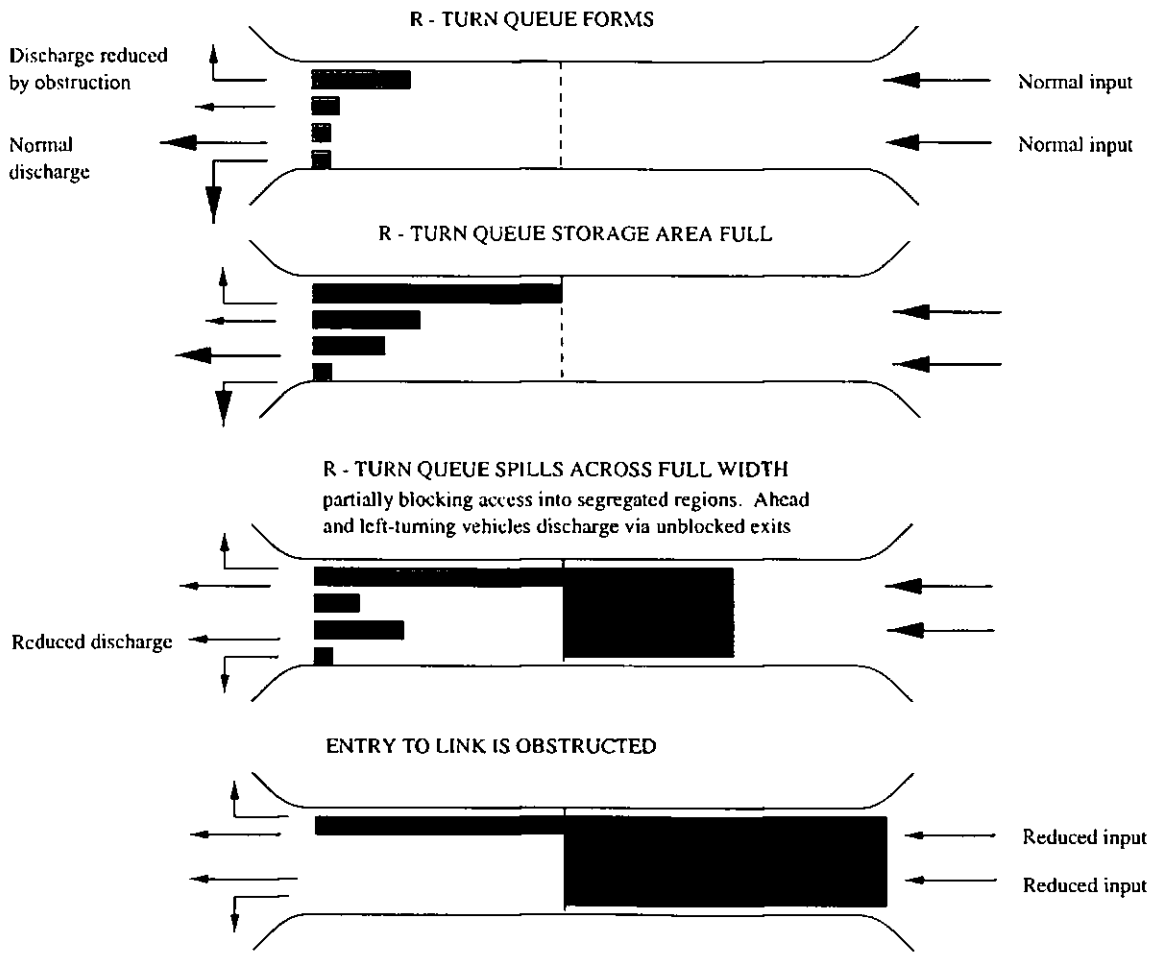 R - TURN QUEUE FORMS
Discharge reduced
by obstruction
Normal input
Normal
discharge
Normal input
R - TURN QUEUE STORAGE AREA FULL
R - TURN QUEUE SPILLS ACROSS FULL WIDTH
partially blocking access into segregated regions. Ahead
and left-turning vehicles discharge via unblocked exits
Reduced discharge
ENTRY TO LINK IS OBSTRUCTED
Reduced input
Reduced input